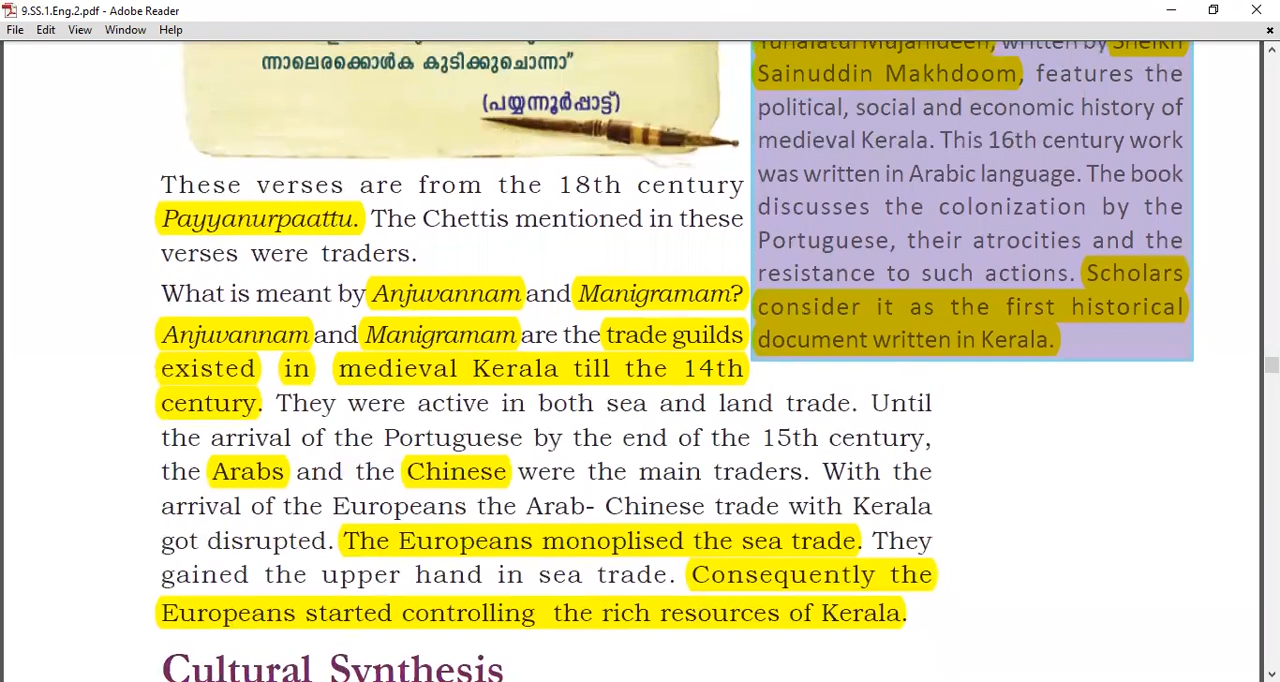 9.SS.1.Eng.2.pdf - Adobe Reader
File Edit View Window Help
ന്നാലെരക്കൊൾക കുടിക്കുചൊന്നാ”
(പയ്യന്നൂർപ്പാട്ട്)
These verses are from the 18th century
Payyanurpaattu. The Chettis mentioned in these
verses were traders.
What is meant by Anjuvannam and Manigramam?
Anjuvannam and Manigramam are the trade guilds
existed in medieval Kerala till the 14th
century. They were active in both sea and land trade. Until
the arrival of the Portuguese by the end of the 15th century,
the Arabs and the Chinese were the main traders. With the
arrival of the Europeans the Arab- Chinese trade with Kerala
got disrupted. The Europeans monoplised the sea trade. They
gained the upper hand in sea trade. Consequently the
Europeans started controlling the rich resources of Kerala.
Cultural Synthesis
written by Sheikh
Sainuddin Makhdoom, features the
political, social and economic history of
medieval Kerala. This 16th century work
was written in Arabic language. The book
discusses the colonization by the
Portuguese, their atrocities and the
resistance to such actions. Scholars
consider it as the first historical
document written in Kerala.